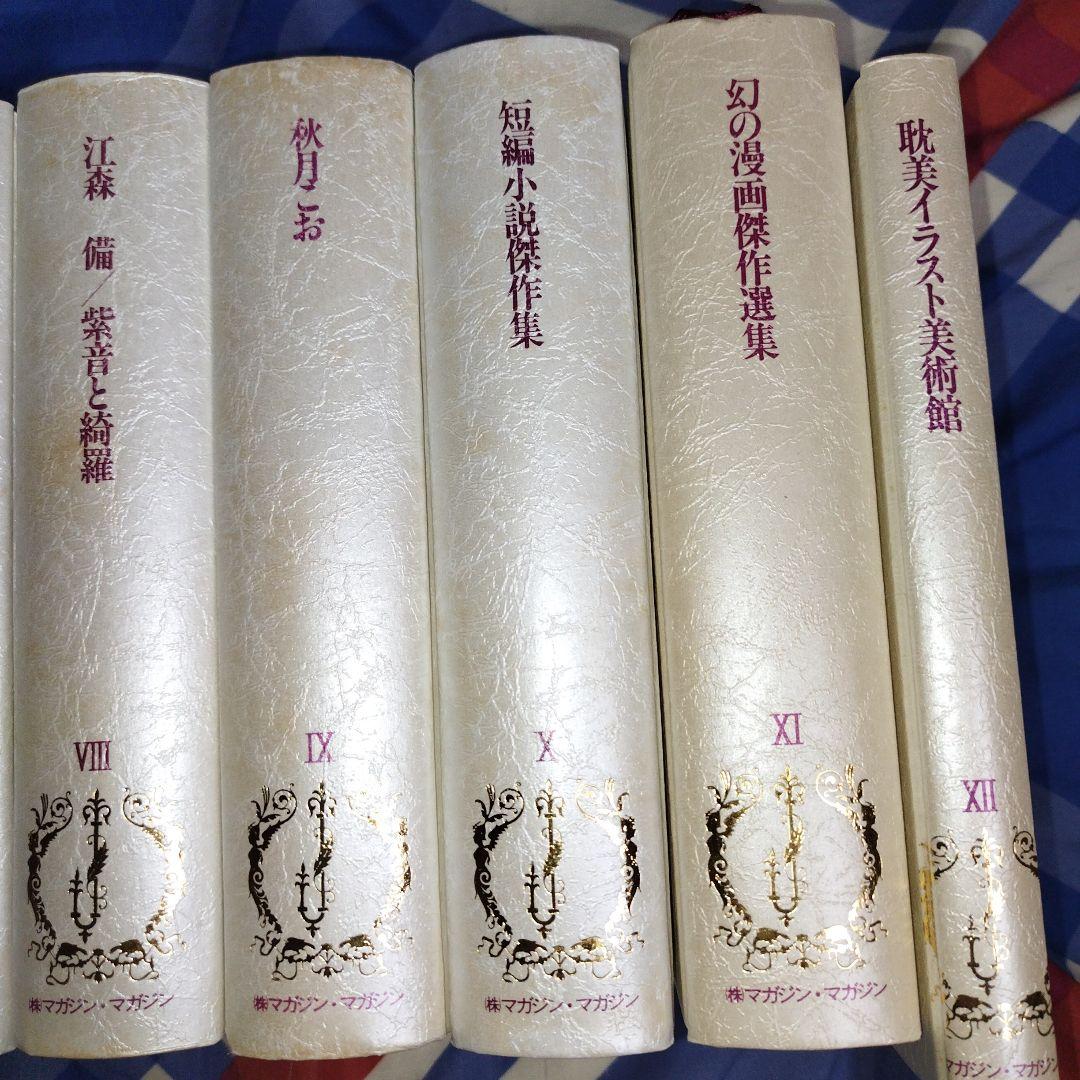 江森 備／紫音と綺羅
VIII
㈱マガジン・マガジン
秋月こお
IX
㈱マガジン・マガジン
短編小説傑作集
X
㈱マガジン・マガジン
幻の漫画傑作選集
XI
㈱マガジン・マガジン
耽美イラスト美術館
XII
マガジン・マガジン